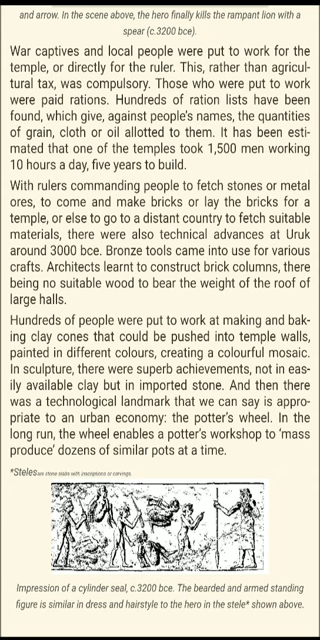 and arrow. In the scene above, the hero finally kills the rampant lion with a
spear (c.3200 bce).
War captives and local people were put to work for the
temple, or directly for the ruler. This, rather than agricul-
tural tax, was compulsory. Those who were put to work
were paid rations. Hundreds of ration lists have been
found, which give, against people's names, the quantities
of grain, cloth or oil allotted to them. It has been esti-
mated that one of the temples took 1,500 men working
10 hours a day, five years to build.
With rulers commanding people to fetch stones or metal
ores, to come and make bricks or lay the bricks for a
temple, or else to go to a distant country to fetch suitable
materials, there were also technical advances at Uruk
around 3000 bce. Bronze tools came into use for various
crafts. Architects learnt to construct brick columns, there
being no suitable wood to bear the weight of the roof of
large halls.
Hundreds of people were put to work at making and bak-
ing clay cones that could be pushed into temple walls,
painted in different colours, creating a colourful mosaic.
In sculpture, there were superb achievements, not in eas-
ily available clay but in imported stone. And then there
was a technological landmark that we can say is appro-
priate to an urban economy: the potter's wheel. In the
long run, the wheel enables a potter's workshop to 'mass
produce' dozens of similar pots at a time.
*Steles are stone slabs with inscriptions or carvings.
Impression of a cylinder seal, c.3200 bce. The bearded and armed standing
figure is similar in dress and hairstyle to the hero in the stele* shown above.